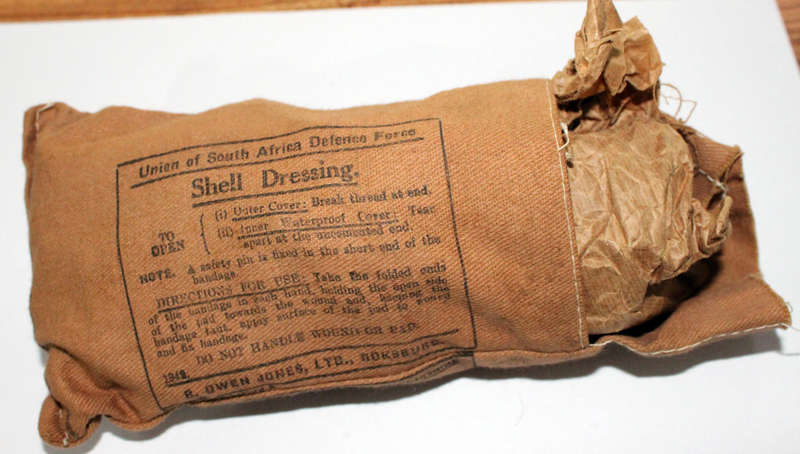 Union of South Africa Defence Force
Shell Dressing.
TO OPEN
(i) Outer Cover: Break thread at end.
(ii) Inner Waterproof Cover: Tear
apart at the uncemented end.
NOTE. A safety pin is fixed in the short end of the
bandage.
DIRECTIONS FOR USE: Take the folded ends
of the bandage in each hand, holding the open side
of the pad towards the wound and, keeping the
bandage taut, apply surface of the pad to wound
and fix bandage.
DO NOT HANDLE WOUND OR PAD.
OWEN JONES, LTD., BOKSBURG